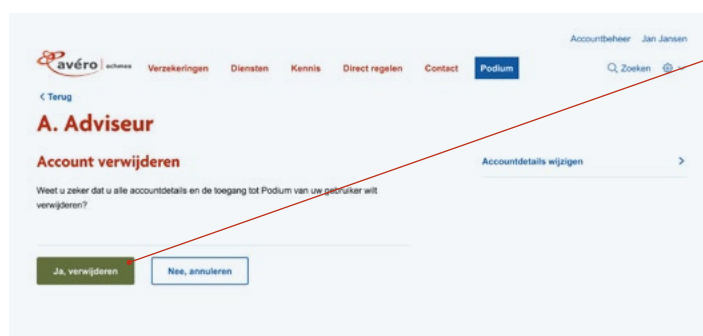 Accountbeheer Jan Jansen
avéro achmea Verzekeringen Diensten Kennis Direct regelen Contact Podium Zoeken
< Terug
A. Adviseur
Account verwijderen
Accountdetails wijzigen >
Weet u zeker dat u alle accountdetails en de toegang tot Podium van uw gebruiker wilt
verwijderen?
Ja, verwijderen Nee, annuleren